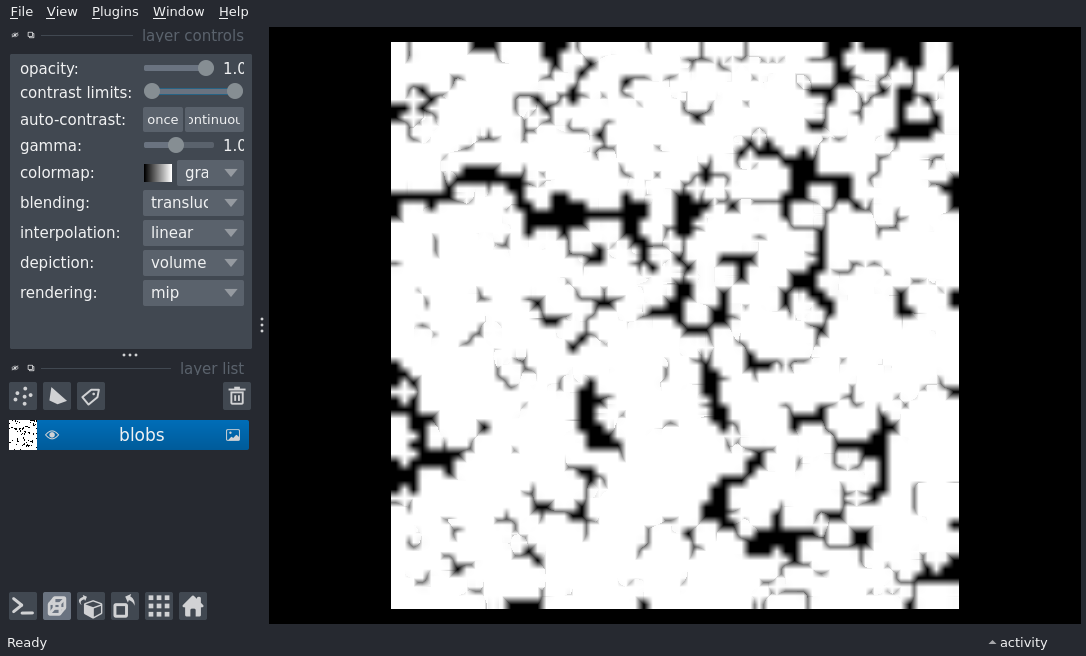 File View Plugins Window Help
layer controls
opacity: 1.0
contrast limits:
auto-contrast: once ontinuou
gamma: 1.0
colormap: gra
blending: transluc
interpolation: linear
depiction: volume
rendering: mip
layer list
blobs
Ready activity